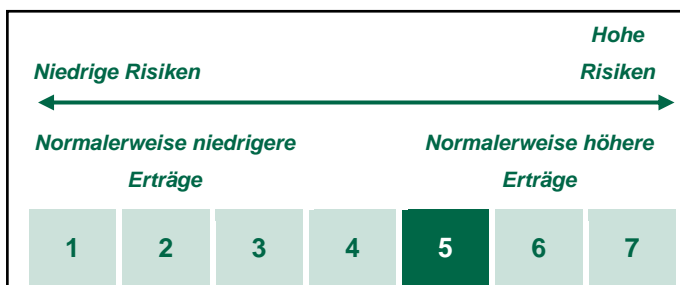 Hohe
Niedrige Risiken Risiken
Normalerweise niedrigere Normalerweise höhere
Erträge Erträge
1 2 3 4 5 6 7